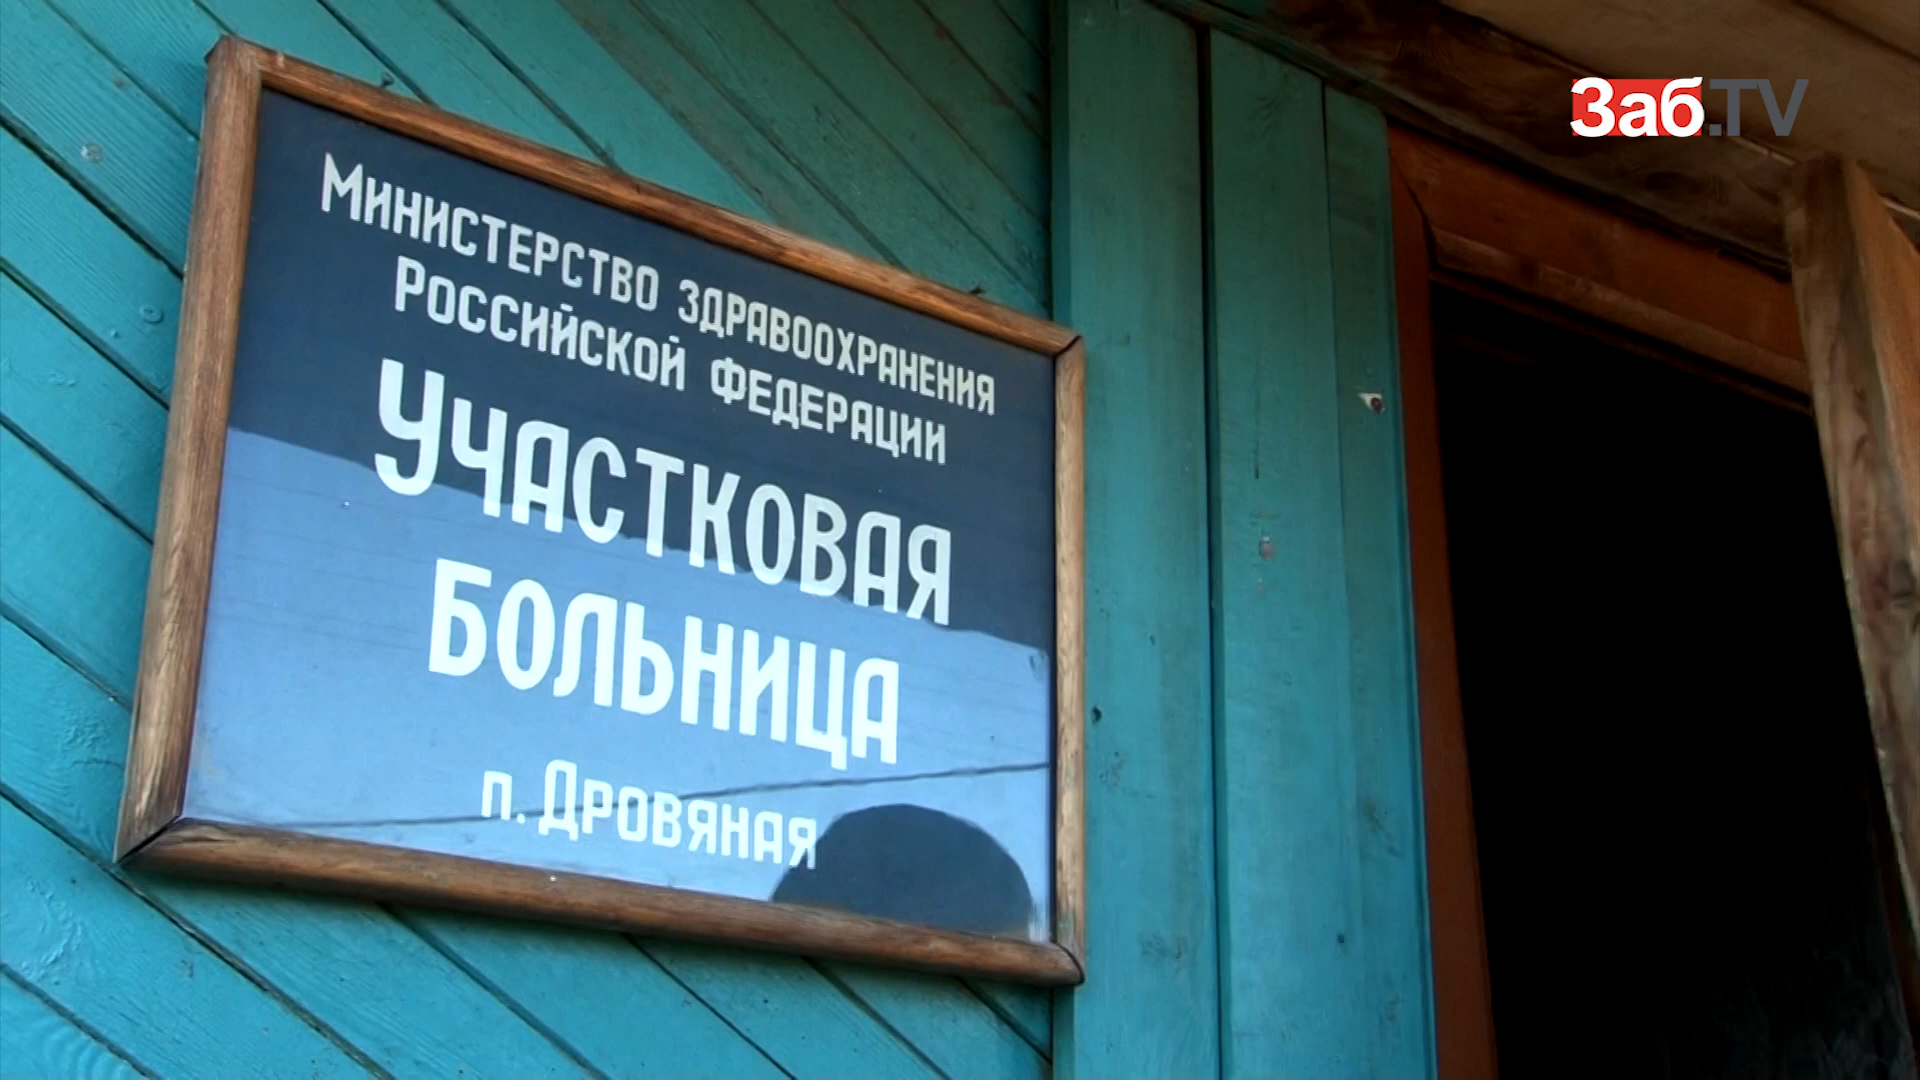 Заб.TV
Министерство здравоохранения
Российской Федерации
Участковая
больница
п. Дровяная